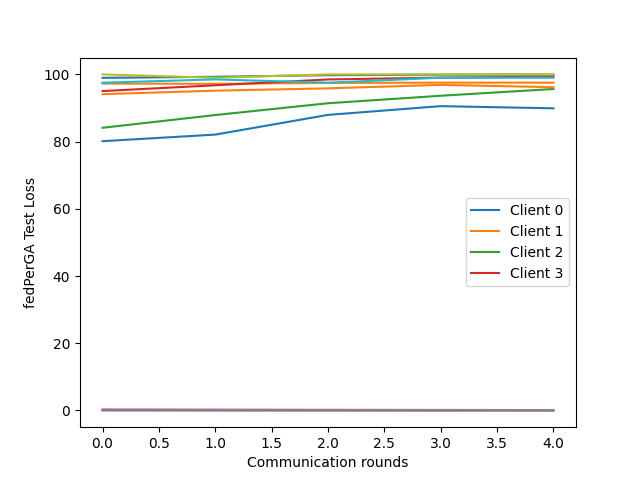 100
80
60
40
20
0
fedPerGA Test Loss
Client 0
Client 1
Client 2
Client 3
0.0 0.5 1.0 1.5 2.0 2.5 3.0 3.5 4.0
Communication rounds